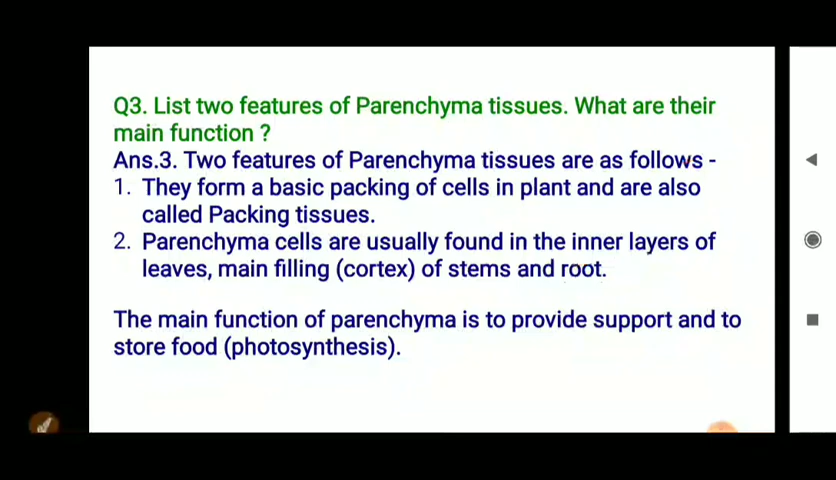 Q3. List two features of Parenchyma tissues. What are their
main function ?
Ans.3. Two features of Parenchyma tissues are as follows -
1. They form a basic packing of cells in plant and are also
called Packing tissues.
2. Parenchyma cells are usually found in the inner layers of
leaves, main filling (cortex) of stems and root.
The main function of parenchyma is to provide support and to
store food (photosynthesis).